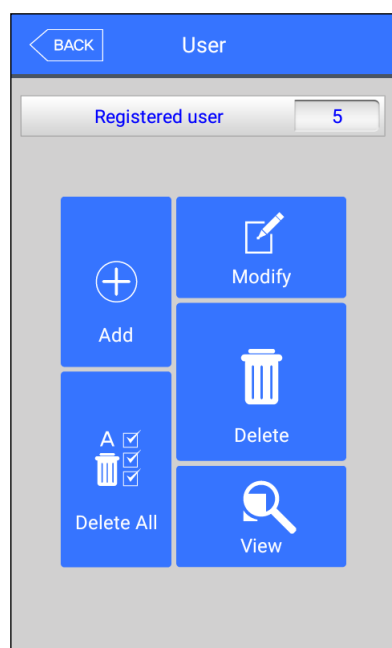 BACK
User
Registered user 5
Add
Modify
Delete
A
Delete All
View